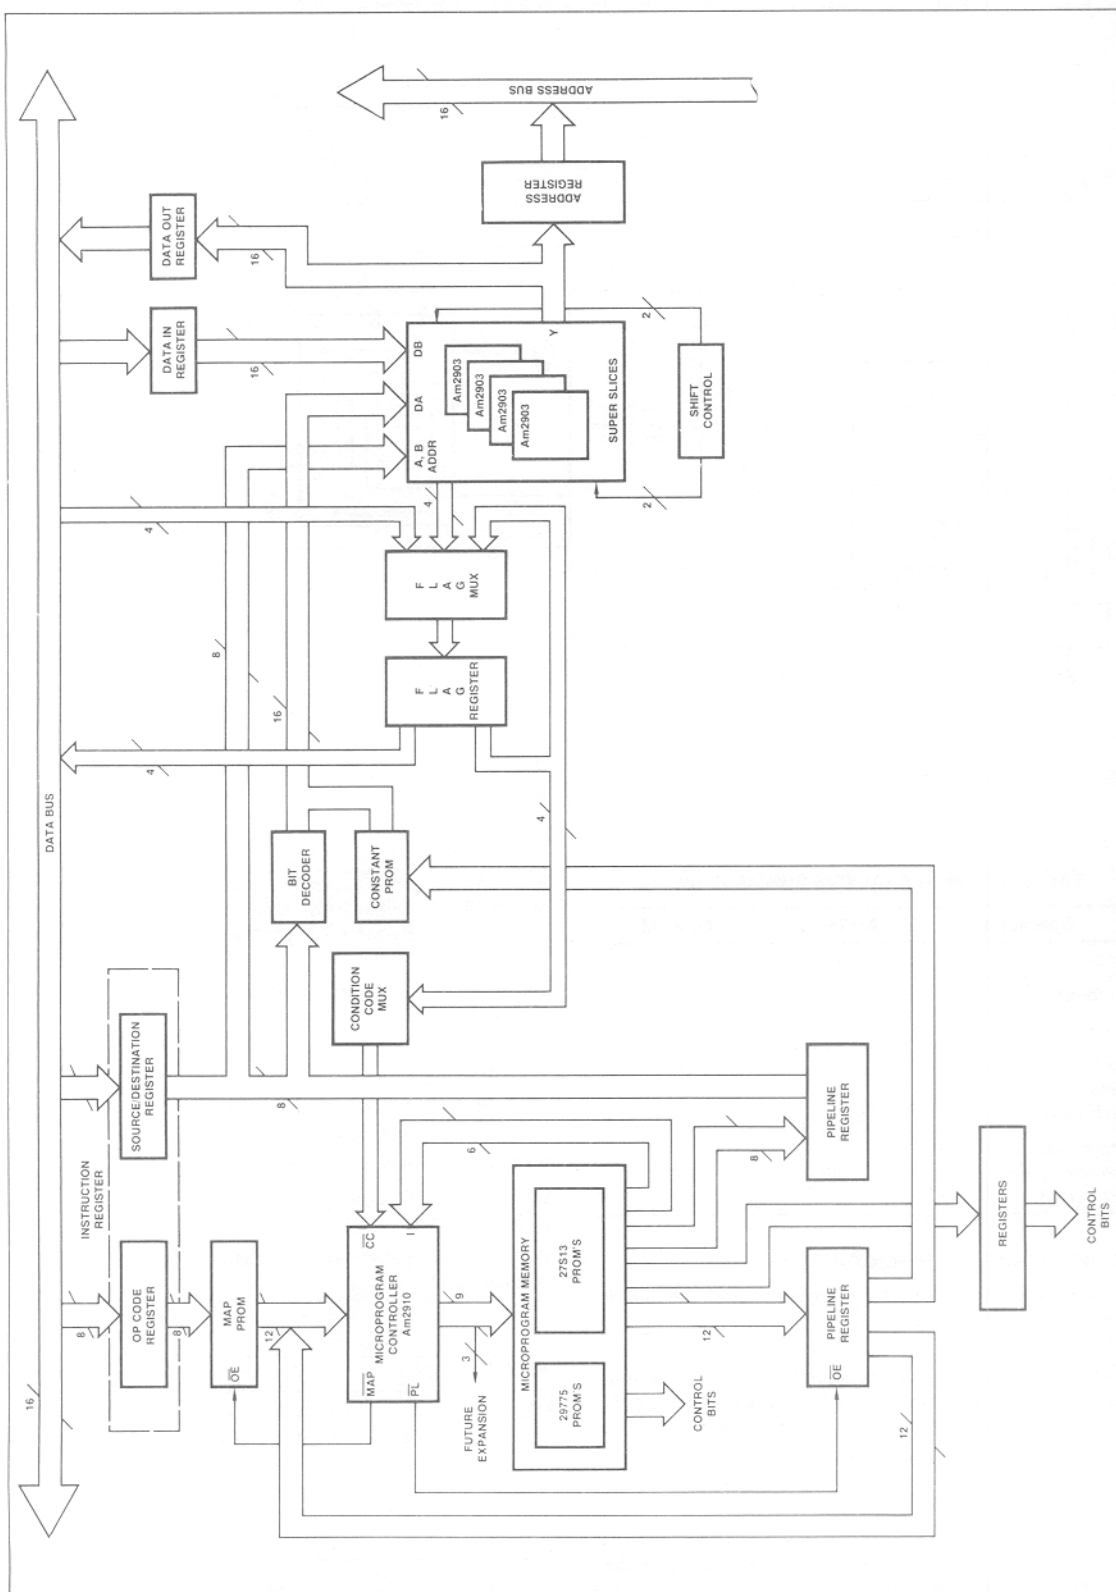 DATA BUS
16
INSTRUCTION
REGISTER
8
OP CODE
REGISTER
8
SOURCE/DESTINATION
REGISTER
MAP
PROM
OE
12
MICROPROGRAM
CONTROLLER
Am2910
MAP
PL
CC
I
6
9
3
FUTURE
EXPANSION
MICROPROGRAM MEMORY
29775
PROM'S
27S13
PROM'S
CONTROL
BITS
12
8
PIPELINE
REGISTER
OE
12
PIPELINE
REGISTER
REGISTERS
CONTROL
BITS
8
CONDITION
CODE
MUX
BIT
DECODER
CONSTANT
PROM
16
8
4
4
F
L
A
G
REGISTER
F
L
A
G
MUX
4
4
A, B
ADDR
DA
DB
Y
Am2903
Am2903
Am2903
Am2903
SUPER SLICES
2
SHIFT
CONTROL
2
DATA IN
REGISTER
16
DATA OUT
REGISTER
16
ADDRESS
REGISTER
ADDRESS BUS
16